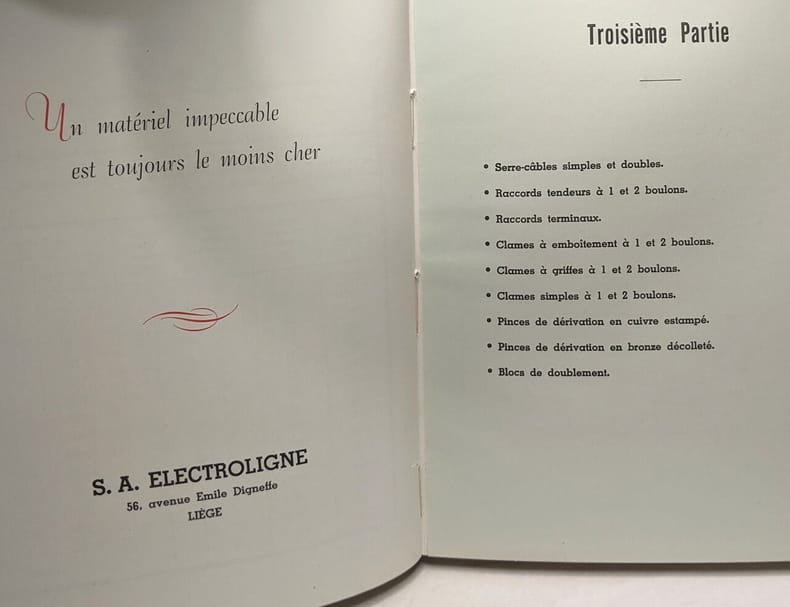 Un matériel impeccable
est toujours le moins cher
S. A. ELECTROLIGNE
56, avenue Emile Digneffe
LIÈGE
Troisième Partie
• Serre-câbles simples et doubles.
• Raccords tendeurs à 1 et 2 boulons.
• Raccords terminaux.
• Clames à emboîtement à 1 et 2 boulons.
• Clames à griffes à 1 et 2 boulons.
• Clames simples à 1 et 2 boulons.
• Pinces de dérivation en cuivre estampé.
• Pinces de dérivation en bronze décolleté.
• Blocs de doublement.